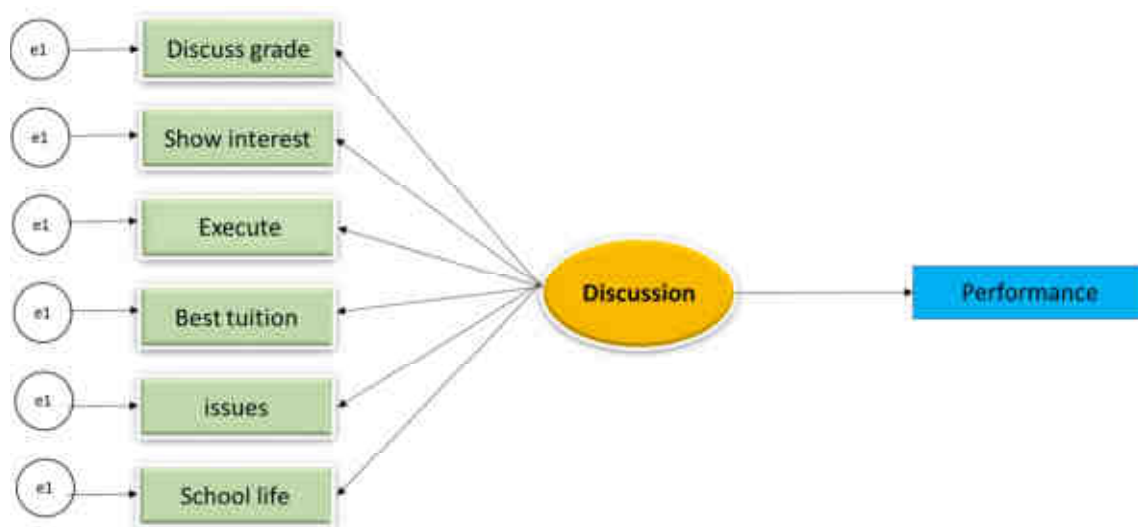 e1
Discuss grade
e1
Show interest
e1
Execute
e1
Best tuition
e1
issues
e1
School life
Discussion
Performance